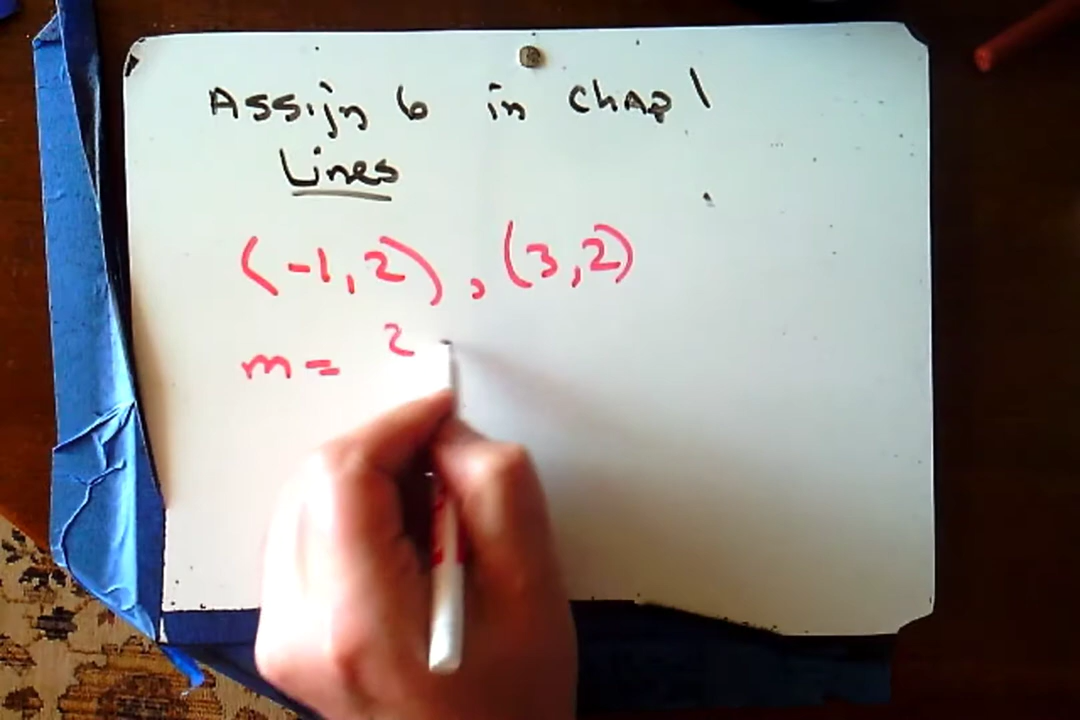 Assign 6 in Chap 1
Lines
(-1,2), (3,2)
m = 2